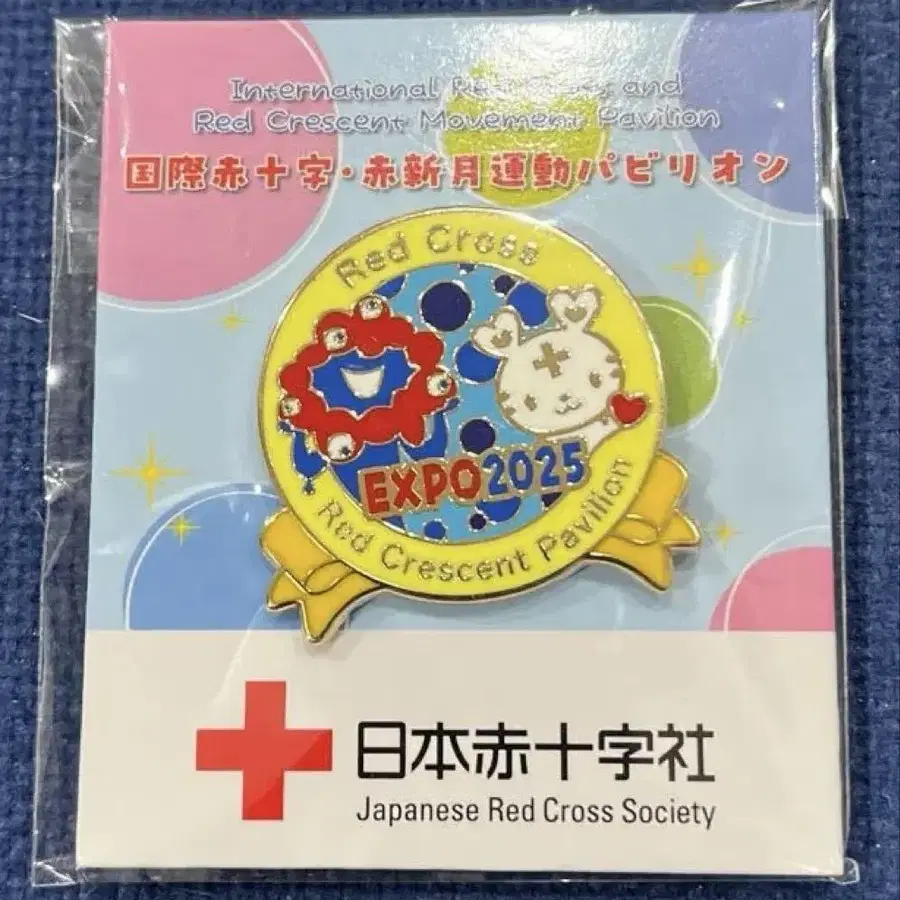 International Red Cross and
Red Crescent Movement Pavilion
国際赤十字・赤新月運動パビリオン
Red Cross
EXPO2025
Red Crescent Pavilion
日本赤十字社
Japanese Red Cross Society